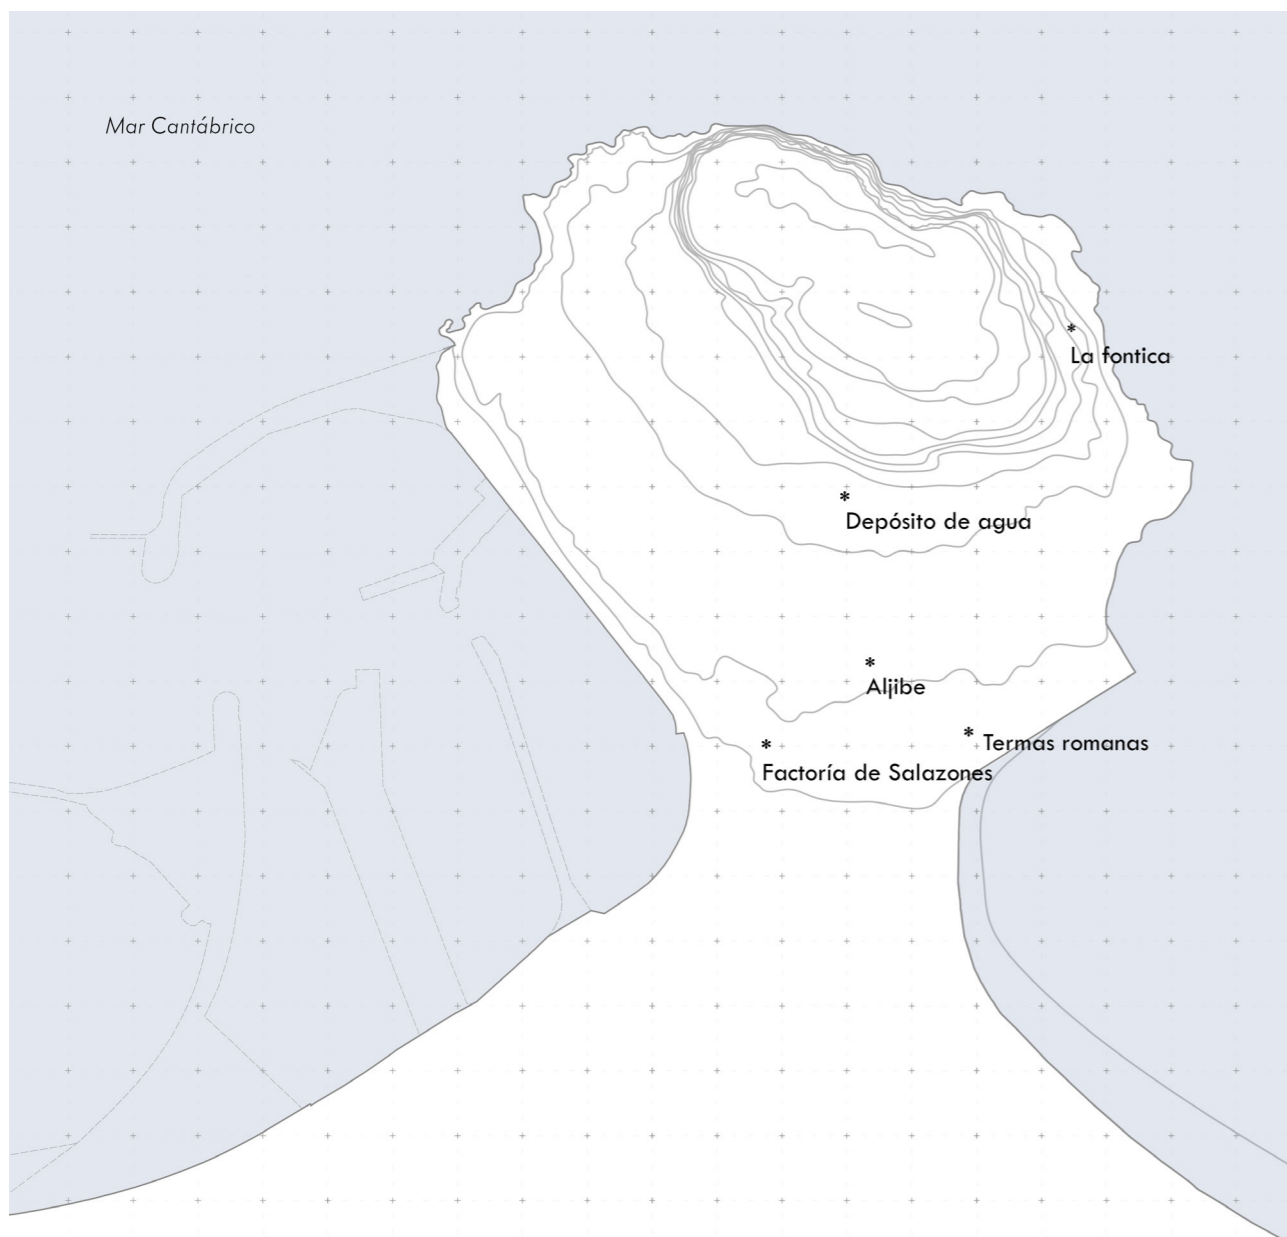 Mar Cantábrico
La fontica
Depósito de agua
Aljibe
Termas romanas
Factoría de Salazones